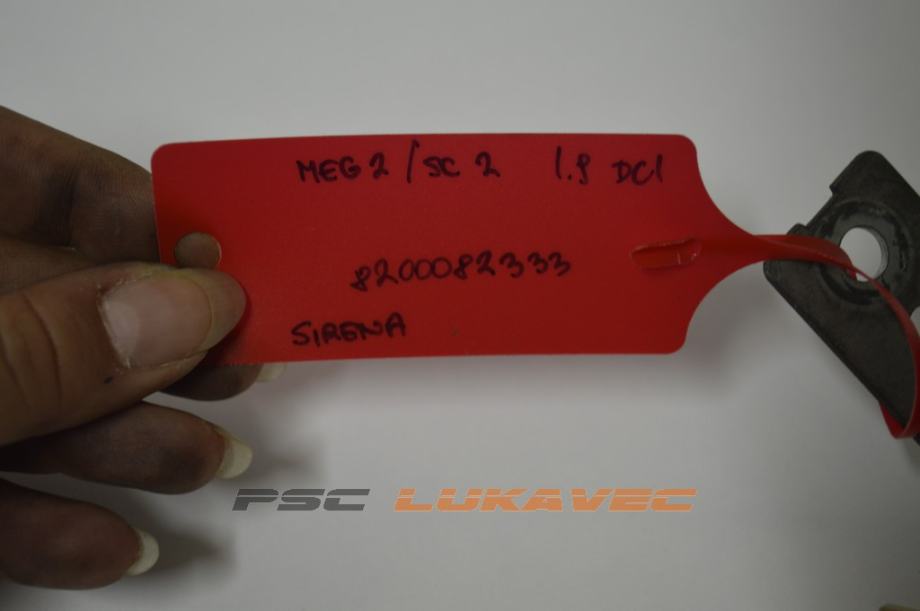 MEG 2 / SC 2 1.9 DCI
8200082333
SIRENA
PSC LUKAVEC